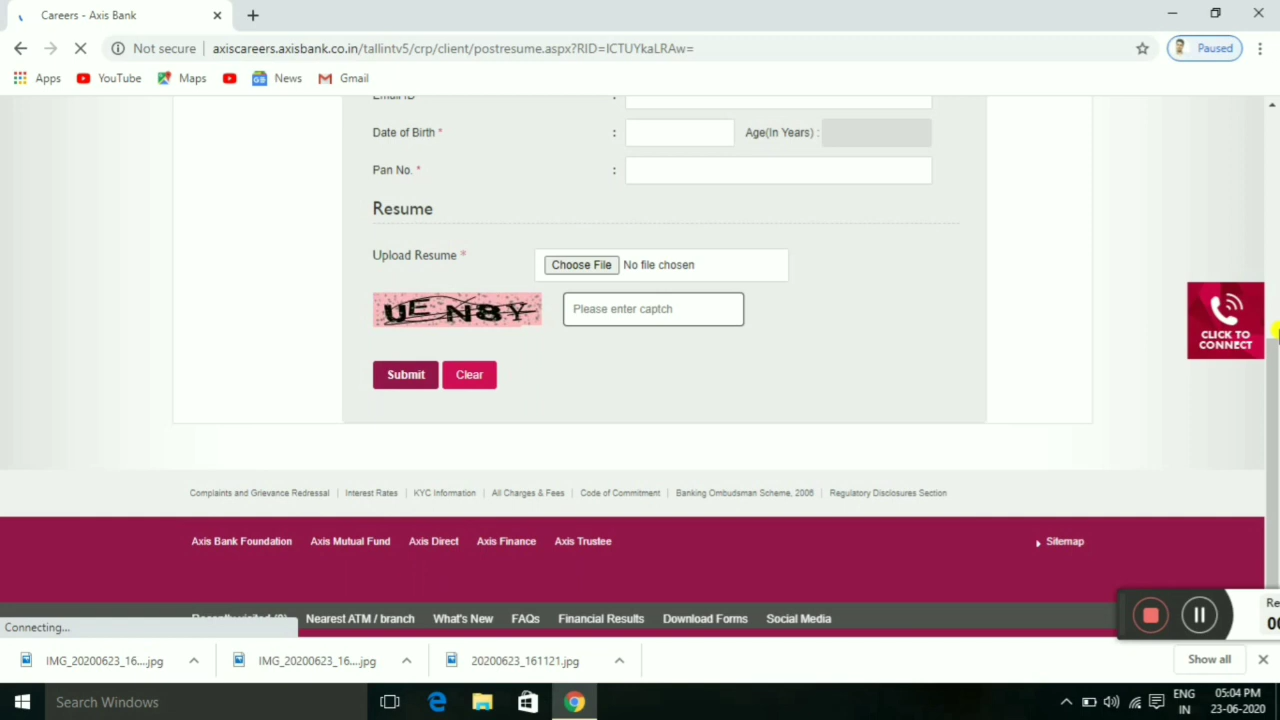 Careers - Axis Bank
Not secure
axiscareers.axisbank.co.in/tallintv5/crp/client/postresume.aspx?RID=ICTUYkaLRAw=
Paused
Apps YouTube Maps News Gmail
Email ID :
Date of Birth * : Age(In Years) :
Pan No. * :
Resume
Upload Resume * Choose File No file chosen
UENBY Please enter captch
Submit Clear
CLICK TO
CONNECT
Complaints and Grievance Redressal | Interest Rates | KYC Information | All Charges & Fees | Code of Commitment | Banking Ombudsman Scheme, 2006 | Regulatory Disclosures Section
Axis Bank Foundation Axis Mutual Fund Axis Direct Axis Finance Axis Trustee Sitemap
Nearest ATM / branch What's New FAQs Financial Results Download Forms Social Media
Connecting...
IMG_20200623_16....jpg IMG_20200623_16....jpg 20200623_161121.jpg Show all
Search Windows
ENG 05:04 PM
IN 23-06-2020